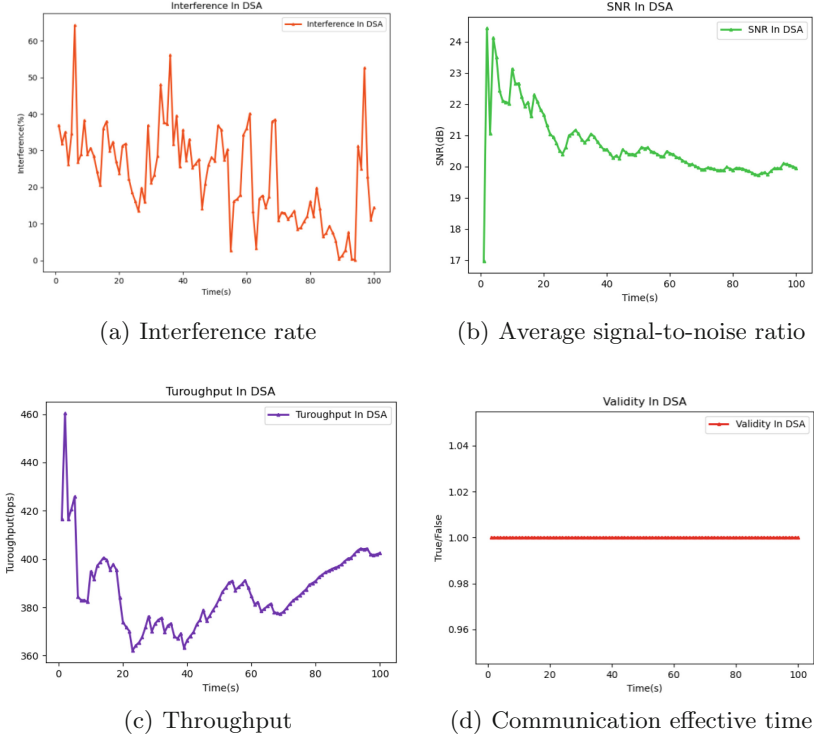 Interference In DSA
Interference In DSA
60
50
40
30
20
10
0
Interference(%)
0 20 40 60 80 100
Time(s)
(a) Interference rate
SNR In DSA
SNR In DSA
24
23
22
21
20
19
18
17
SNR(dB)
0 20 40 60 80 100
Time(s)
(b) Average signal-to-noise ratio
Turoughput In DSA
Turoughput In DSA
460
440
420
400
380
360
Turoughput(bps)
0 20 40 60 80 100
Time(s)
(c) Throughput
Validity In DSA
Validity In DSA
1.04
1.02
1.00
0.98
0.96
True/False
0 20 40 60 80 100
Time(s)
(d) Communication effective time